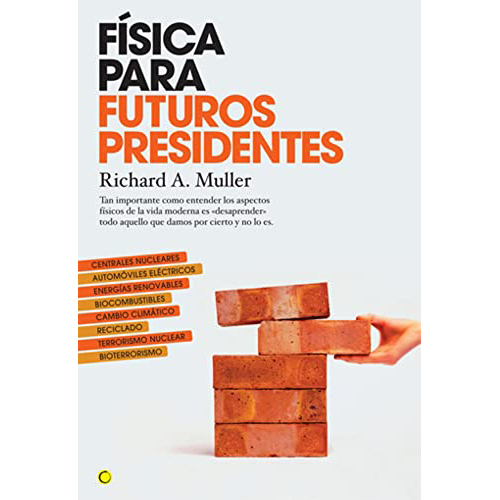 FÍSICA
PARA
FUTUROS
PRESIDENTES
Richard A. Muller
Tan importante como entender los aspectos
físicos de la vida moderna es «desaprender»
todo aquello que damos por cierto y no lo es.
CENTRALES NUCLEARES
AUTOMÓVILES ELÉCTRICOS
ENERGÍAS RENOVABLES
BIOCOMBUSTIBLES
CAMBIO CLIMÁTICO
RECICLADO
TERRORISMO NUCLEAR
BIOTERRORISMO